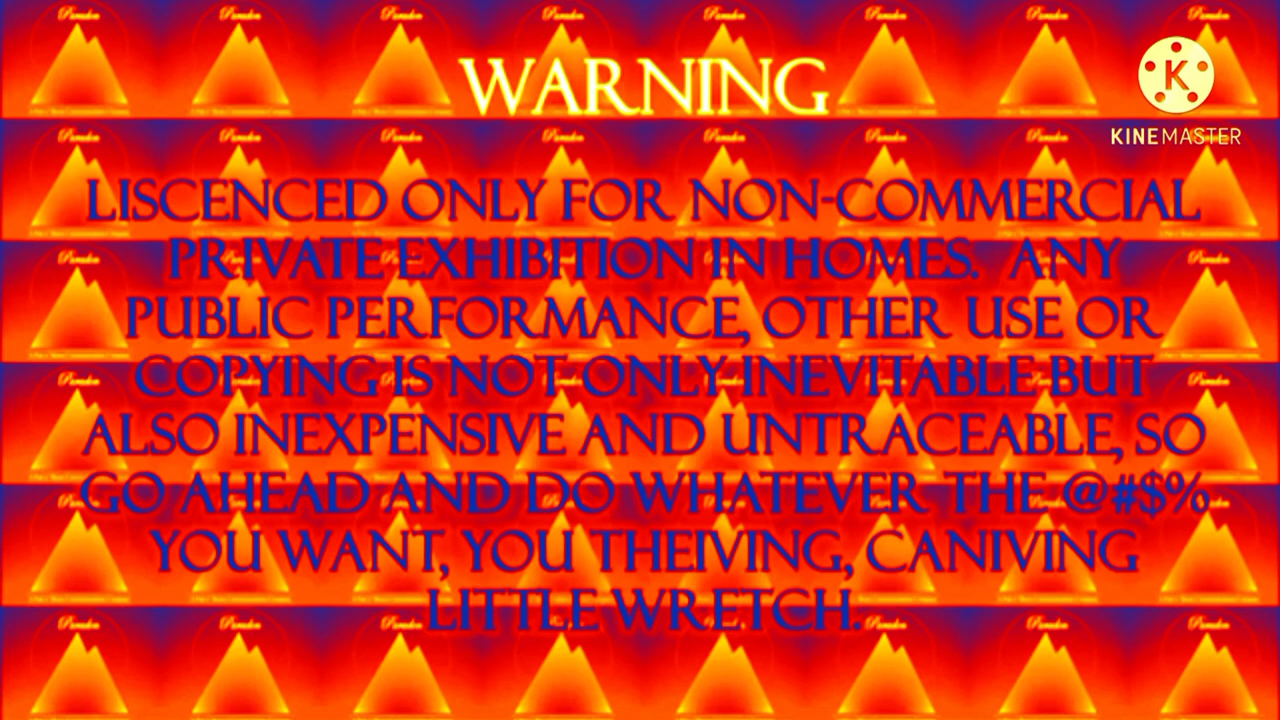 WARNING
KINEMASTER
LISCENCED ONLY FOR NON-COMMERCIAL
PRIVATE EXHIBITION IN HOMES. ANY
PUBLIC PERFORMANCE, OTHER USE OR
COPYING IS NOT ONLY INEVITABLE BUT
ALSO INEXPENSIVE AND UNTRACEABLE, SO
GO AHEAD AND DO WHATEVER THE @#$%
YOU WANT, YOU THEIVING, CANIVING
LITTLE WRETCH.